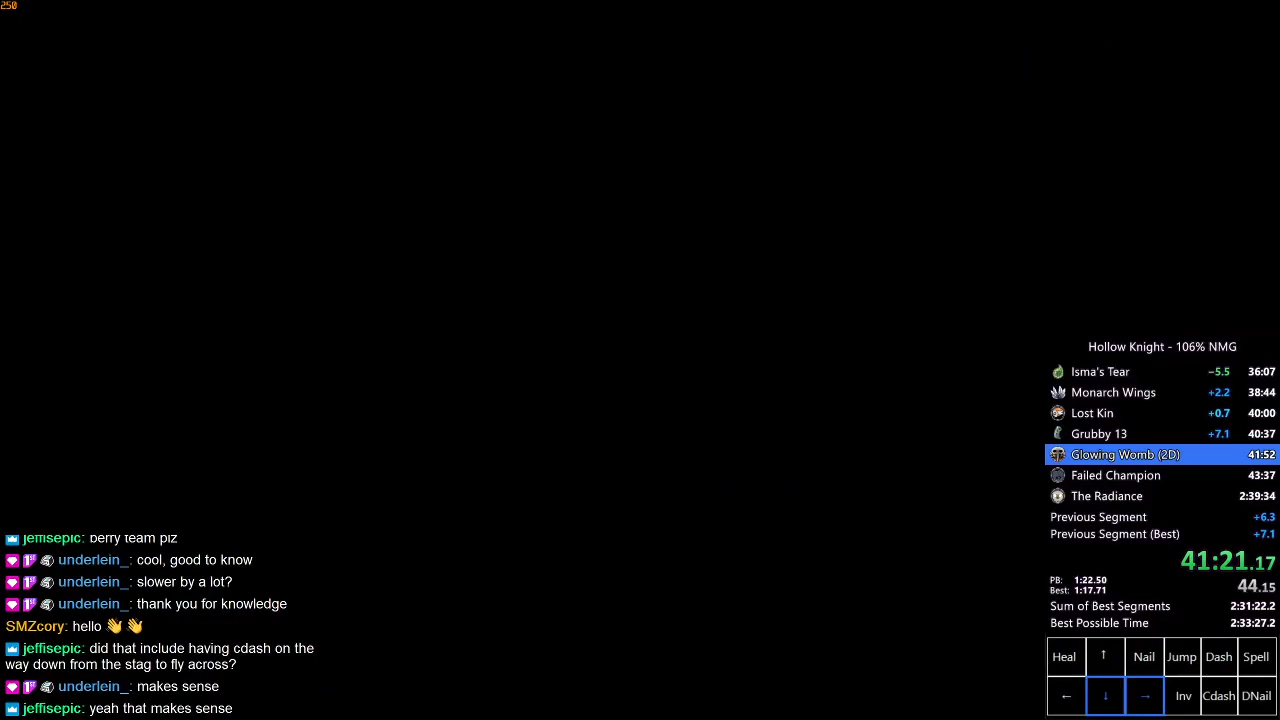 250
Hollow Knight - 106% NMG
Isma's Tear −5.5 36:07
Monarch Wings +2.2 38:44
Lost Kin +0.7 40:00
Grubby 13 +7.1 40:37
Glowing Womb (2D) 41:52
Failed Champion 43:37
The Radiance 2:39:34
Previous Segment +6.3
Previous Segment (Best) +7.1
41:21.17
PB: 1:22.50
Best: 1:17.71
44.15
Sum of Best Segments 2:31:22.2
Best Possible Time 2:33:27.2
Heal ↑ Nail Jump Dash Spell
← ↓ → Inv Cdash DNail
jeffisepic: berry team plz
underlein_: cool, good to know
underlein_: slower by a lot?
underlein_: thank you for knowledge
SMZcory: hello 👋 👋
jeffisepic: did that include having cdash on the
way down from the stag to fly across?
underlein_: makes sense
jeffisepic: yeah that makes sense